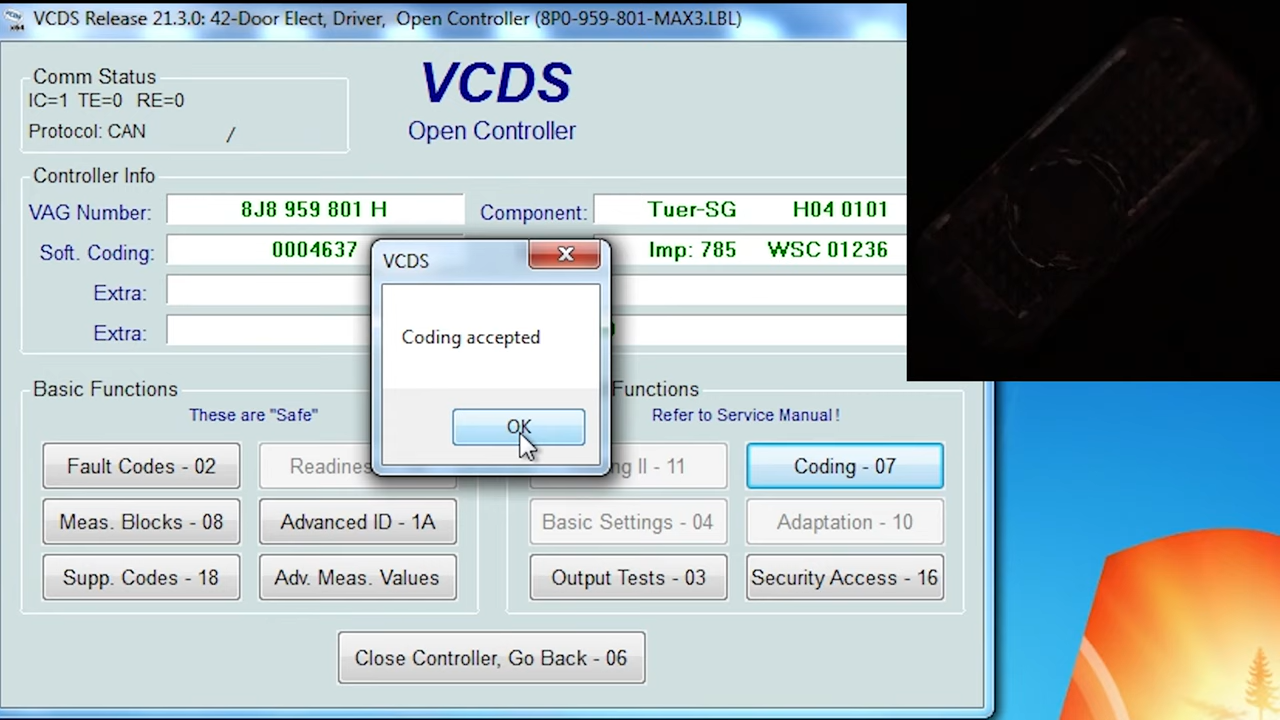 VCDS Release 21.3.0: 42-Door Elect, Driver, Open Controller (8P0-959-801-MAX3.LBL)
Comm Status
IC=1 TE=0 RE=0
Protocol: CAN /
VCDS
Open Controller
Controller Info
VAG Number: 8J8 959 801 H Component: Tuer-SG H04 0101
Soft. Coding: 0004637 Imp: 785 WSC 01236
Extra:
Extra:
VCDS
Coding accepted
OK
Basic Functions
These are "Safe"
Functions
Refer to Service Manual!
Fault Codes - 02
Coding - 07
Meas. Blocks - 08
Advanced ID - 1A
Basic Settings - 04
Adaptation - 10
Supp. Codes - 18
Adv. Meas. Values
Output Tests - 03
Security Access - 16
Close Controller, Go Back - 06